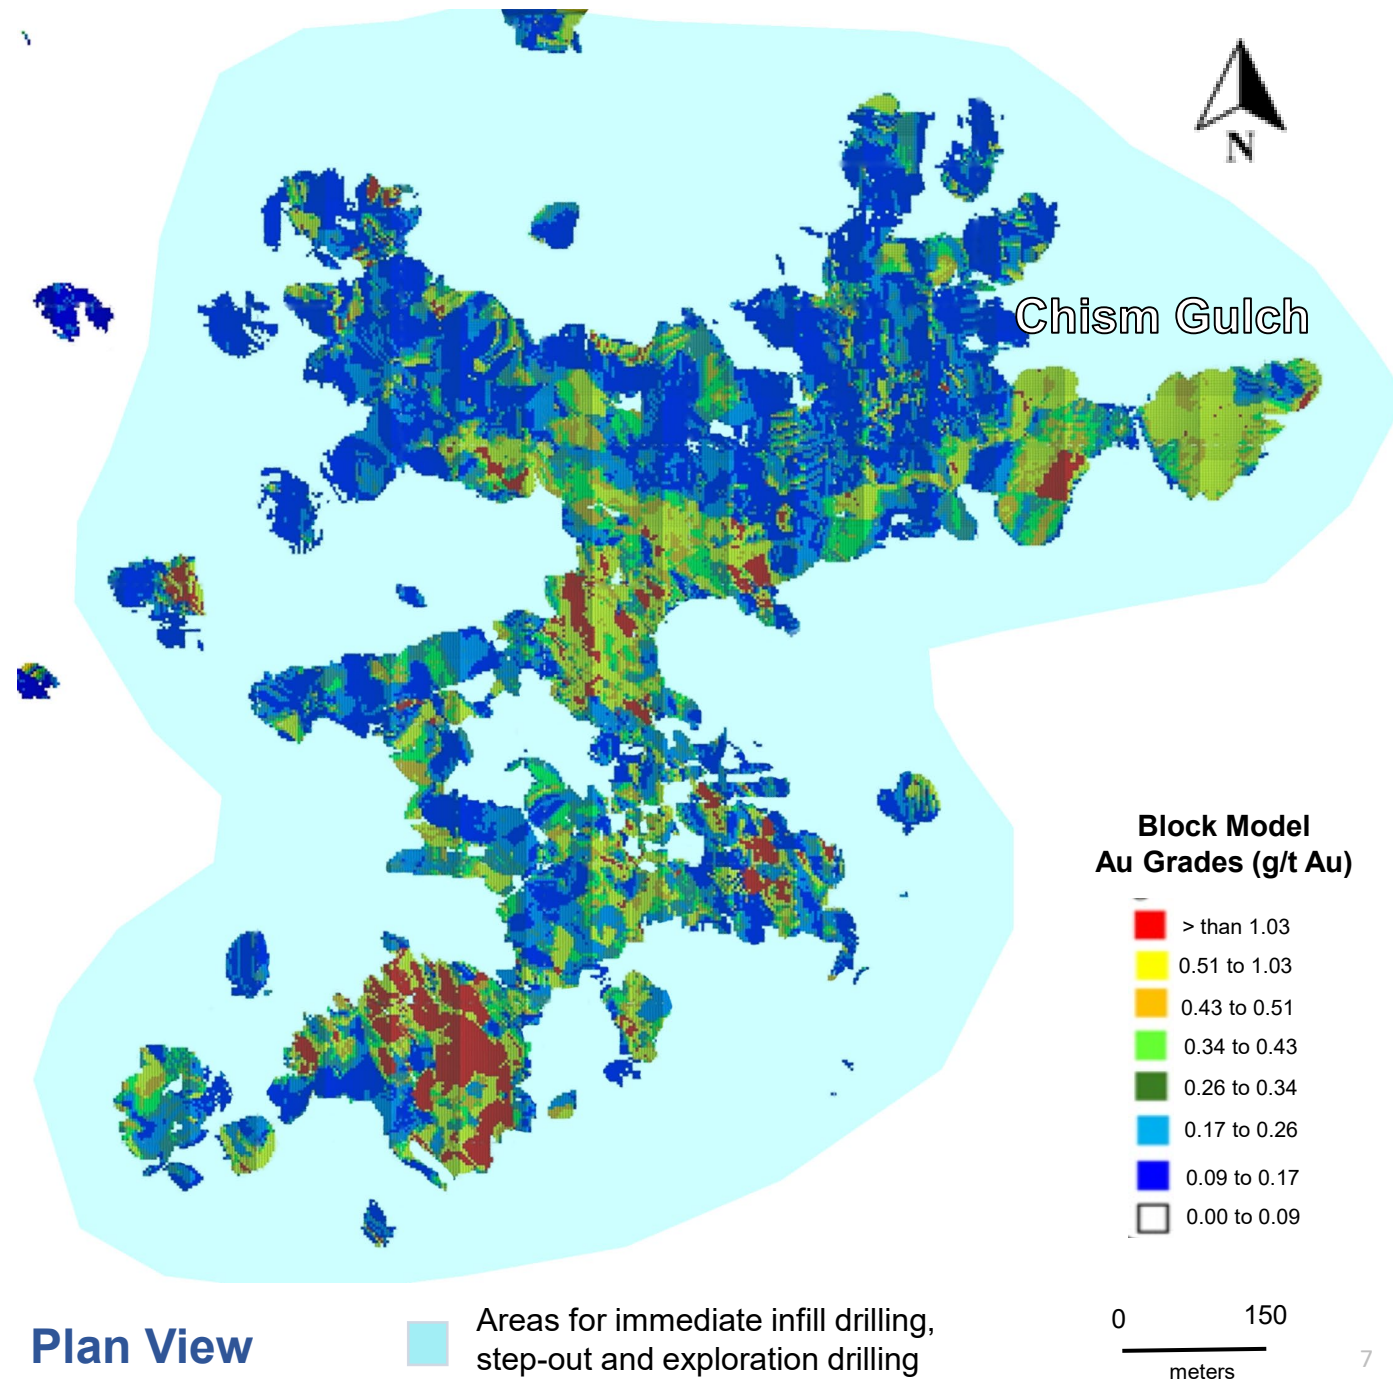 N
Chism Gulch
Block Model
Au Grades (g/t Au)
> than 1.03
0.51 to 1.03
0.43 to 0.51
0.34 to 0.43
0.26 to 0.34
0.17 to 0.26
0.09 to 0.17
0.00 to 0.09
Plan View
Areas for immediate infill drilling,
step-out and exploration drilling
0 150
meters
7